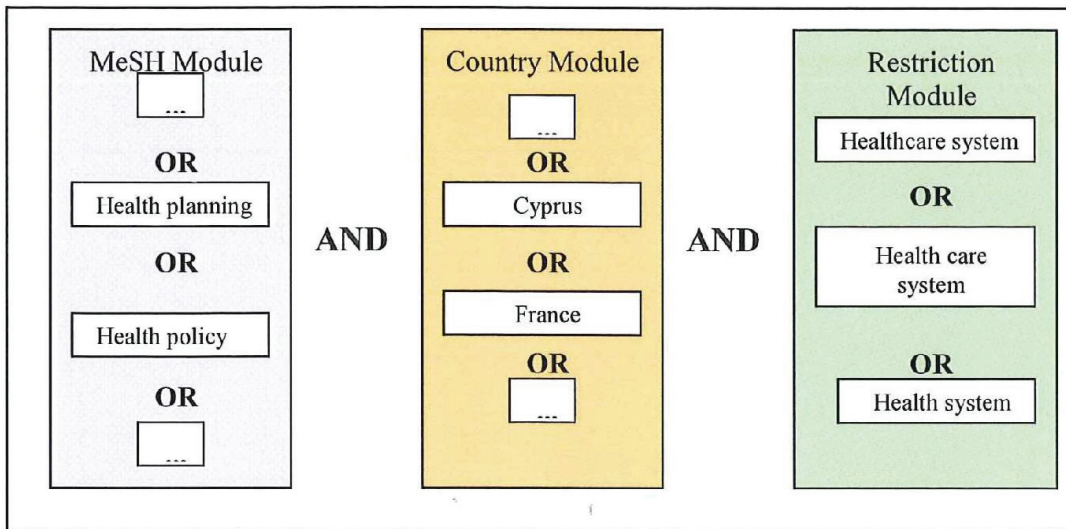 MeSH Module
...
OR
Health planning
OR
Health policy
OR
...
AND
Country Module
...
OR
Cyprus
OR
France
OR
...
AND
Restriction
Module
Healthcare system
OR
Health care
system
OR
Health system